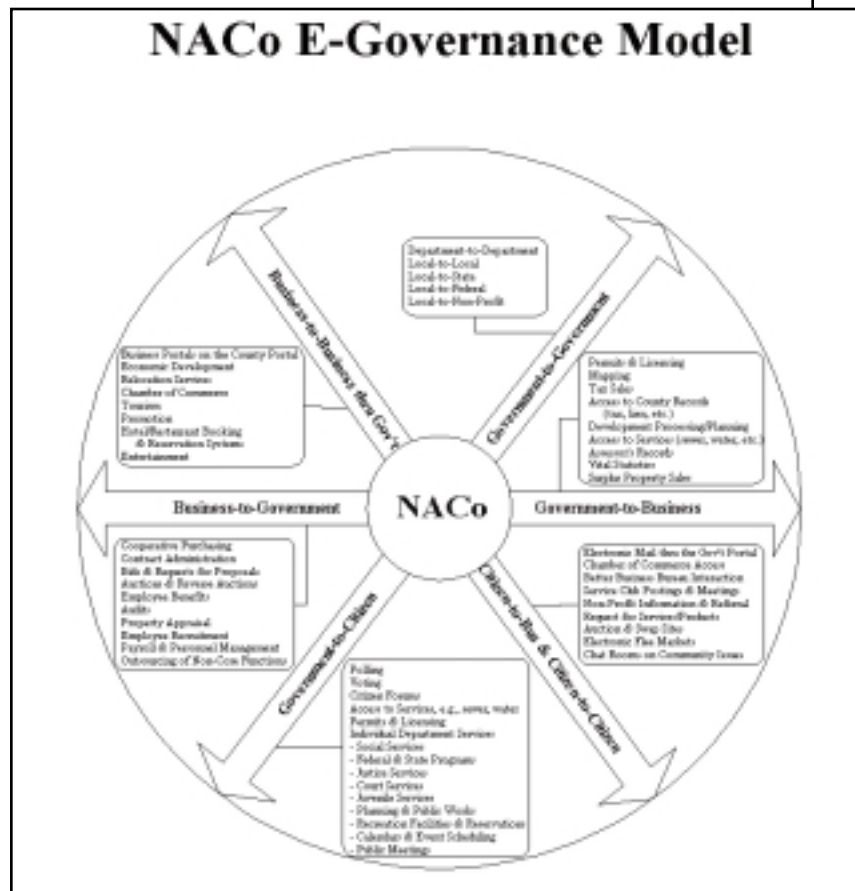 NACo E-Governance Model
Business-to-Business thru Gov't
Department-to-Department
Local-to-Local
Local-to-State
Local-to-Federal
Local-to-Non-Profit
Government-to-Government
Business Portals on the County Portal
Economic Development
Relocation Services
Chamber of Commerce
Tourism
Promotion
Hotel/Restaurant Booking
& Reservation Systems
Entertainment
Permits & Licensing
Mapping
Tax Sales
Access to County Records
(tax, liens, etc.)
Development Processing/Planning
Access to Services (sewer, water, etc.)
Assessor's Records
Vital Statistics
Surplus Property Sales
Business-to-Government
NACo
Government-to-Business
Cooperative Purchasing
Contract Administration
Bids & Requests for Proposals
Auctions & Reverse Auctions
Employee Benefits
Audits
Property Appraisal
Employee Recruitment
Payroll & Personnel Management
Outsourcing of Non-Core Functions
Electronic Mail thru the Gov't Portal
Chamber of Commerce Access
Better Business Bureau Interaction
Service Club Postings & Meetings
Non-Profit Information & Referral
Request for Services/Products
Auction & Swap Sites
Electronic Flea Markets
Chat Rooms on Community Issues
Government-to-Citizen
Citizen-to-Bus & Citizen-to-Citizen
Polling
Voting
Citizen Forums
Access to Services, e.g., sewer, water
Permits & Licensing
Individual Department Services
- Social Services
- Federal & State Programs
- Justice Services
- Court Services
- Juvenile Services
- Planning & Public Works
- Recreation Facilities & Reservations
- Calendar & Event Scheduling
- Public Meetings